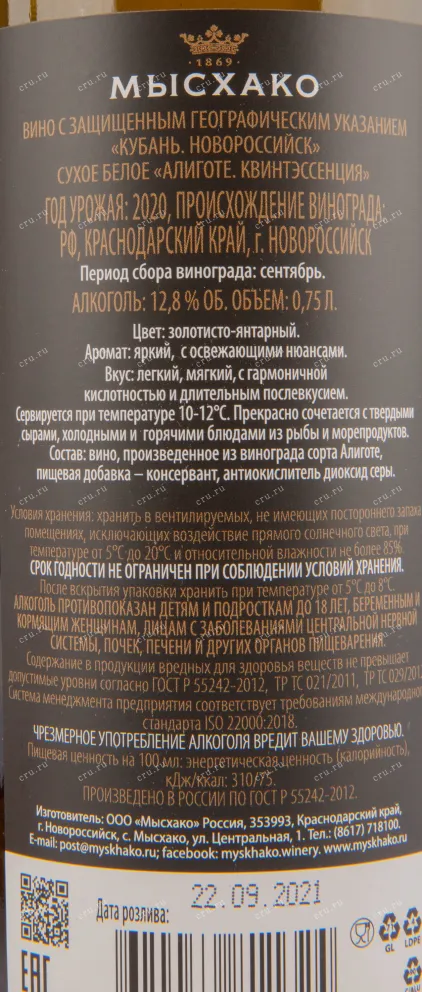 1869
МЫСХАКО
ВИНО С ЗАЩИЩЕННЫМ ГЕОГРАФИЧЕСКИМ УКАЗАНИЕМ
«КУБАНЬ. НОВОРОССИЙСК»
СУХОЕ БЕЛОЕ «АЛИГОТЕ. КВИНТЭССЕНЦИЯ»
ГОД УРОЖАЯ: 2020, ПРОИСХОЖДЕНИЕ ВИНОГРАДА:
РФ, КРАСНОДАРСКИЙ КРАЙ, г. НОВОРОССИЙСК
Период сбора винограда: сентябрь.
АЛКОГОЛЬ: 12,8 % ОБ. ОБЪЕМ: 0,75 Л.
Цвет: золотисто-янтарный.
Аромат: яркий, с освежающими нюансами.
Вкус: легкий, мягкий, с гармоничной
кислотностью и длительным послевкусием.
Сервируется при температуре 10-12°С. Прекрасно сочетается с твердыми
сырами, холодными и горячими блюдами из рыбы и морепродуктов.
Состав: вино, произведенное из винограда сорта Алиготе,
пищевая добавка – консервант, антиокислитель диоксид серы.
Условия хранения: хранить в вентилируемых, не имеющих постороннего запаха
помещениях, исключающих воздействие прямого солнечного света, при
температуре от 5°С до 20°С и относительной влажности не более 85%.
СРОК ГОДНОСТИ НЕ ОГРАНИЧЕН ПРИ СОБЛЮДЕНИИ УСЛОВИЙ ХРАНЕНИЯ.
После вскрытия упаковки хранить при температуре от 5°С до 8°С.
АЛКОГОЛЬ ПРОТИВОПОКАЗАН ДЕТЯМ И ПОДРОСТКАМ ДО 18 ЛЕТ, БЕРЕМЕННЫМ И
КОРМЯЩИМ ЖЕНЩИНАМ, ЛИЦАМ С ЗАБОЛЕВАНИЯМИ ЦЕНТРАЛЬНОЙ НЕРВНОЙ
СИСТЕМЫ, ПОЧЕК, ПЕЧЕНИ И ДРУГИХ ОРГАНОВ ПИЩЕВАРЕНИЯ.
Содержание в продукции вредных для здоровья веществ не превышает
допустимые уровни согласно ГОСТ Р 55242-2012, ТР ТС 021/2011, ТР ТС 029/2012
Система менеджмента предприятия соответствует требованиям международного
стандарта ISO 22000:2018.
ЧРЕЗМЕРНОЕ УПОТРЕБЛЕНИЕ АЛКОГОЛЯ ВРЕДИТ ВАШЕМУ ЗДОРОВЬЮ.
Пищевая ценность на 100 мл: энергетическая ценность (калорийность),
кДж/ккал: 310/75.
ПРОИЗВЕДЕНО В РОССИИ ПО ГОСТ Р 55242-2012.
Изготовитель: ООО «Мысхако» Россия, 353993, Краснодарский край,
г. Новороссийск, с. Мысхако, ул. Центральная, 1. Тел.: (8617) 718100.
E-mail: post@myskhako.ru; facebook: myskhako.winery. www.myskhako.ru
Дата розлива: 22.09.2021
GL
LDPE
EAC
C/ALU